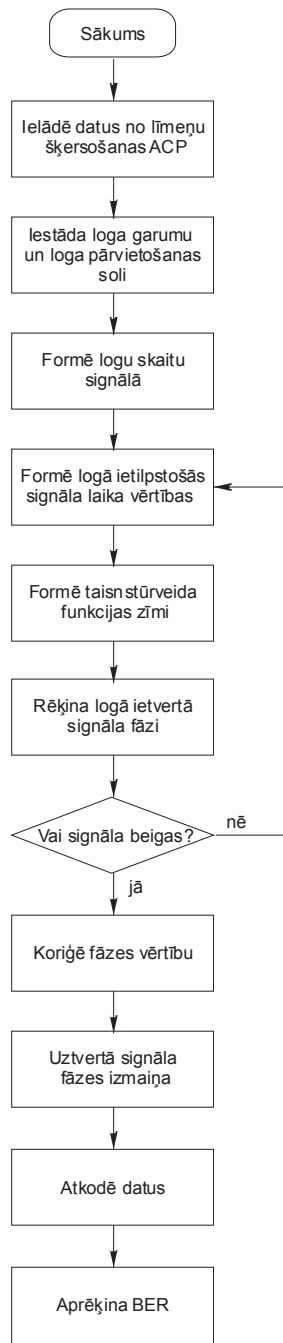 Sākums
Ielādē datus no līmeņu
šķersošanas ACP
Iestāda loga garumu
un loga pārvietošanas
soli
Formē logu skaitu
signālā
Formē logā ietilpstošās
signāla laika vērtības
Formē taisnstūrveida
funkcijas zīmi
Rēķina logā ietvertā
signāla fāzi
Vai signāla beigas?
nē
jā
Koriģē fāzes vērtību
Uztvertā signāla
fāzes izmaiņa
Atkodē datus
Aprēķina BER